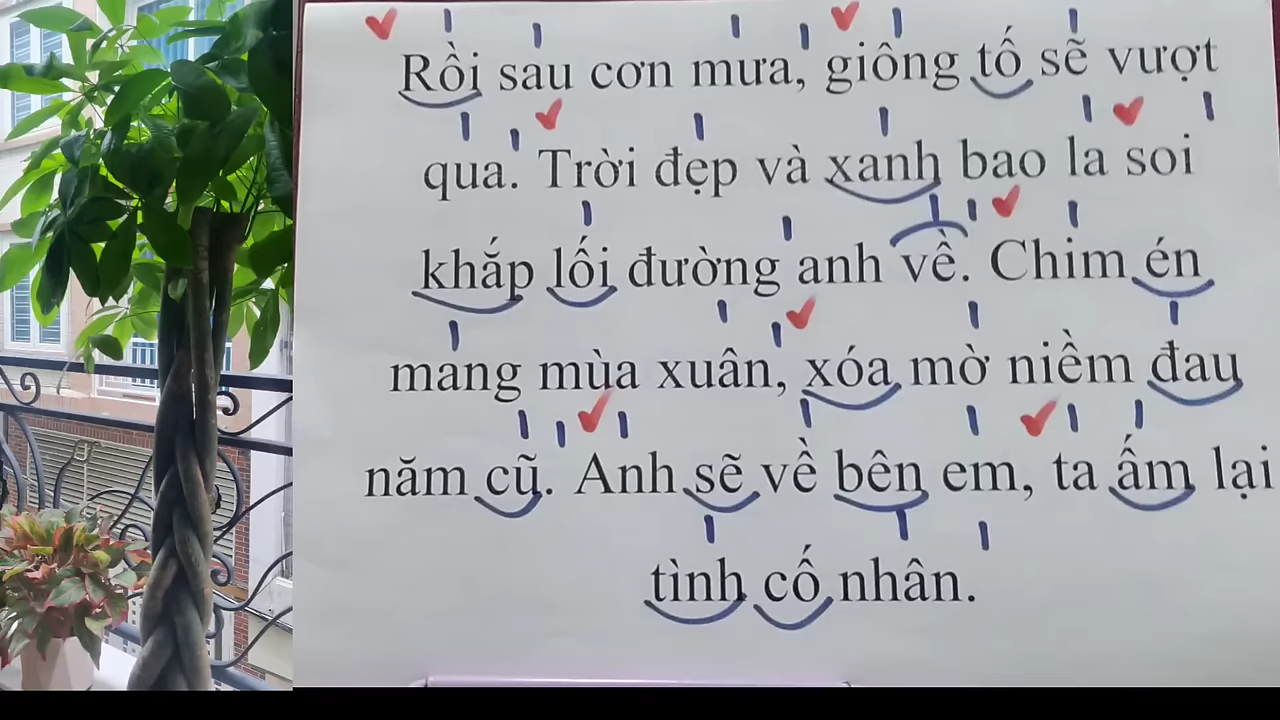 Rồi sau cơn mưa, giông tố sẽ vượt
qua. Trời đẹp và xanh bao la soi
khắp lối đường anh về. Chim én
mang mùa xuân, xóa mờ niềm đau
năm cũ. Anh sẽ về bên em, ta ấm lại
tình cố nhân.